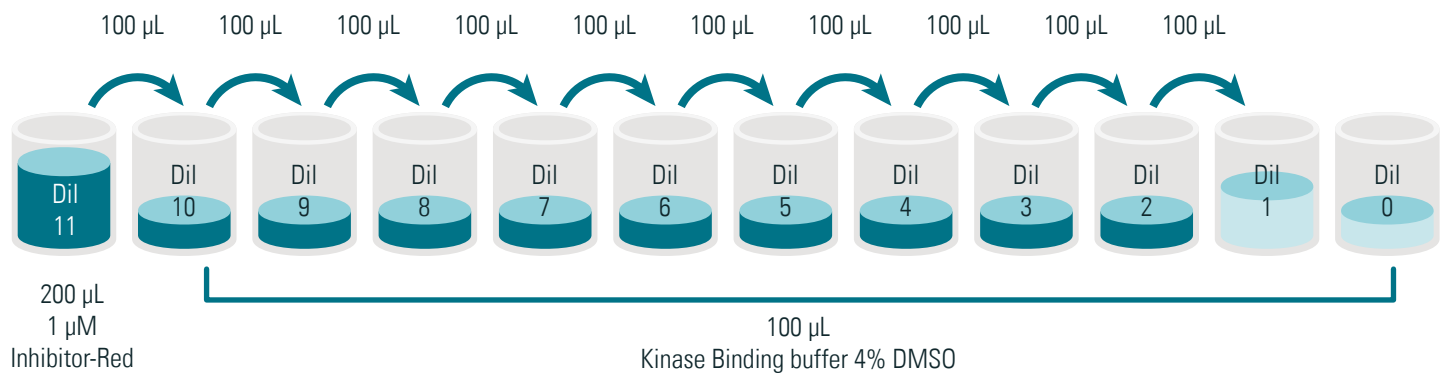 100 µL 100 µL 100 µL 100 µL 100 µL 100 µL 100 µL 100 µL 100 µL 100 µL
Dil Dil Dil Dil Dil Dil Dil Dil Dil Dil Dil Dil
11 10 9 8 7 6 5 4 3 2 1 0
200 µL
1 µM
Inhibitor-Red
100 µL
Kinase Binding buffer 4% DMSO